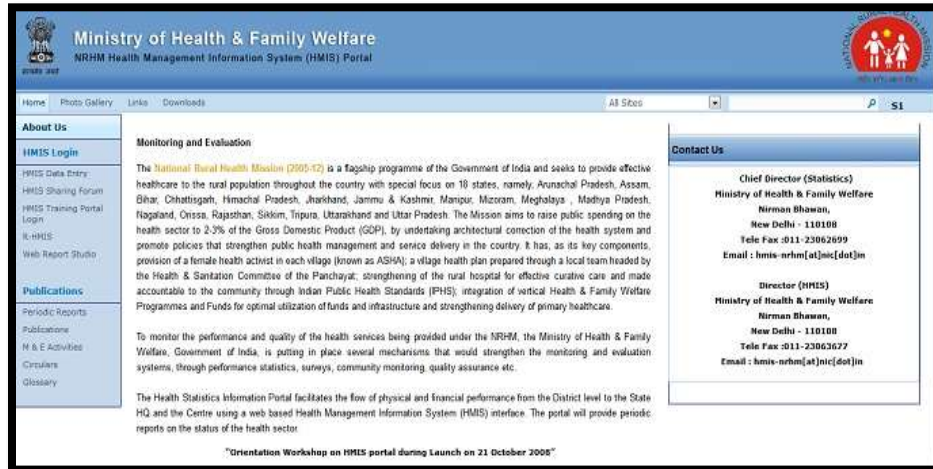 Ministry of Health & Family Welfare
NRHM Health Management Information System (HMIS) Portal
NATIONAL RURAL HEALTH MISSION
Home Photo Gallery Links Downloads
All Sites
S1
About Us
HMIS Login
HMIS Data Entry
HMIS Sharing Forum
HMIS Training Portal
Login
R-HMIS
Web Report Studio
Publications
Periodic Reports
Publications
M & E Activities
Circulars
Glossary
Monitoring and Evaluation
The National Rural Health Mission (2005-12) is a flagship programme of the Government of India and seeks to provide effective
healthcare to the rural population throughout the country with special focus on 18 states, namely, Arunachal Pradesh, Assam,
Bihar, Chhattisgarh, Himachal Pradesh, Jharkhand, Jammu & Kashmir, Manipur, Mizoram, Meghalaya , Madhya Pradesh,
Nagaland, Orissa, Rajasthan, Sikkim, Tripura, Uttarakhand and Uttar Pradesh. The Mission aims to raise public spending on the
health sector to 2-3% of the Gross Domestic Product (GDP), by undertaking architectural correction of the health system and
promote policies that strengthen public health management and service delivery in the country. It has, as its key components,
provision of a female health activist in each village (known as ASHA); a village health plan prepared through a local team headed by
the Health & Sanitation Committee of the Panchayat; strengthening of the rural hospital for effective curative care and made
accountable to the community through Indian Public Health Standards (IPHS); integration of vertical Health & Family Welfare
Programmes and Funds for optimal utilization of funds and infrastructure and strengthening delivery of primary healthcare.
To monitor the performance and quality of the health services being provided under the NRHM, the Ministry of Health & Family
Welfare, Government of India, is putting in place several mechanisms that would strengthen the monitoring and evaluation
systems, through performance statistics, surveys, community monitoring, quality assurance etc.
The Health Statistics Information Portal facilitates the flow of physical and financial performance from the District level to the State
HQ and the Centre using a web based Health Management Information System (HMIS) interface. The portal will provide periodic
reports on the status of the health sector.
"Orientation Workshop on HMIS portal during Launch on 21 October 2008"
Contact Us
Chief Director (Statistics)
Ministry of Health & Family Welfare
Nirman Bhawan,
New Delhi - 110108
Tele Fax :011-23062699
Email : hmis-nrhm[at]nic[dot]in
Director (HMIS)
Ministry of Health & Family Welfare
Nirman Bhawan,
New Delhi - 110108
Tele Fax :011-23063677
Email : hmis-nrhm[at]nic[dot]in